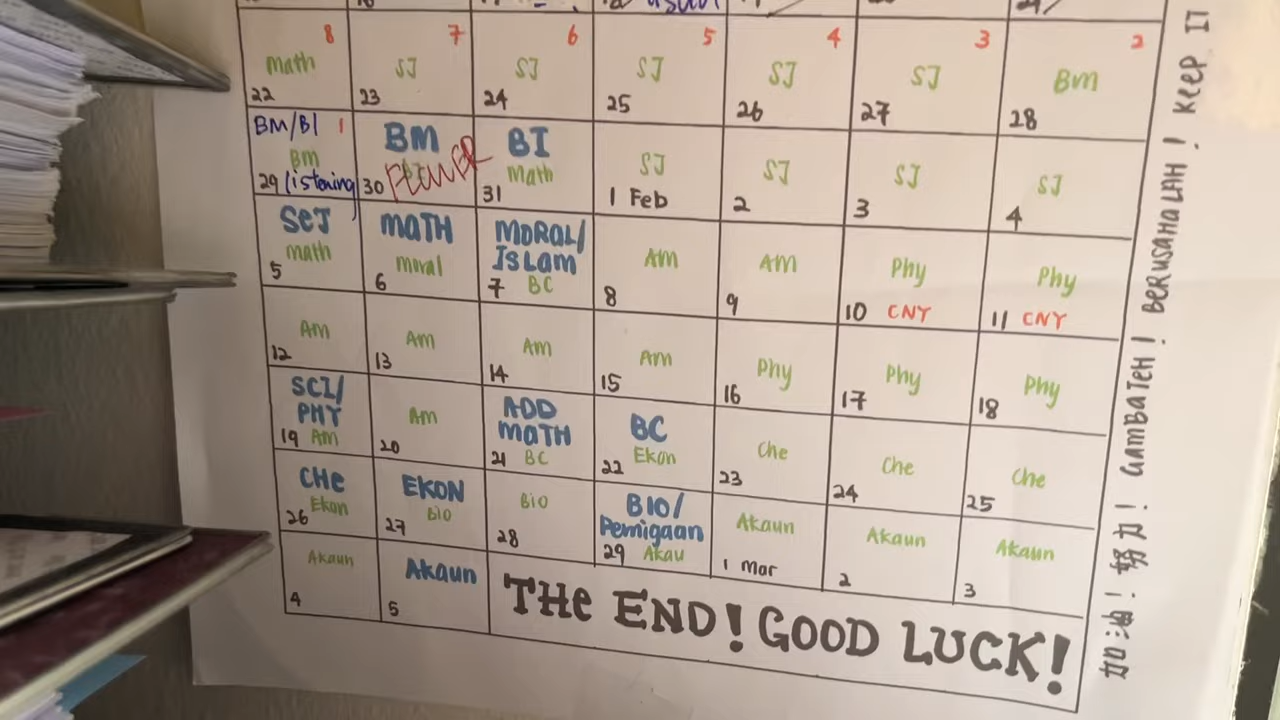 8
math
22
7
SJ
23
6
SJ
24
5
SJ
25
4
SJ
26
3
SJ
27
2
Bm
28
BM/BI 1
Bm
29 (listening)
BM
30 FEVER
BI
Math
31
SJ
1 Feb
SJ
2
SJ
3
SJ
4
SeJ
math
5
MATH
moral
6
MORAL/
ISLam
7 BC
Am
8
Am
9
Phy
10 CNY
Phy
11 CNY
Am
12
Am
13
Am
14
Am
15
Phy
16
Phy
17
Phy
18
SCI/
PHY
19 Am
Am
20
ADD
MATH
21 BC
BC
22 Ekon
Che
23
Che
24
Che
25
CHe
Ekon
26
EKON
27 Bio
Bio
28
BIO/
Pernigaan
29 Akau
Akaun
1 Mar
Akaun
2
Akaun
3
Akaun
4
Akaun
5
THe END! GOOD LUCK!
加油! 努力! GAMBATEH! BERUSAHALAH! Keep IT